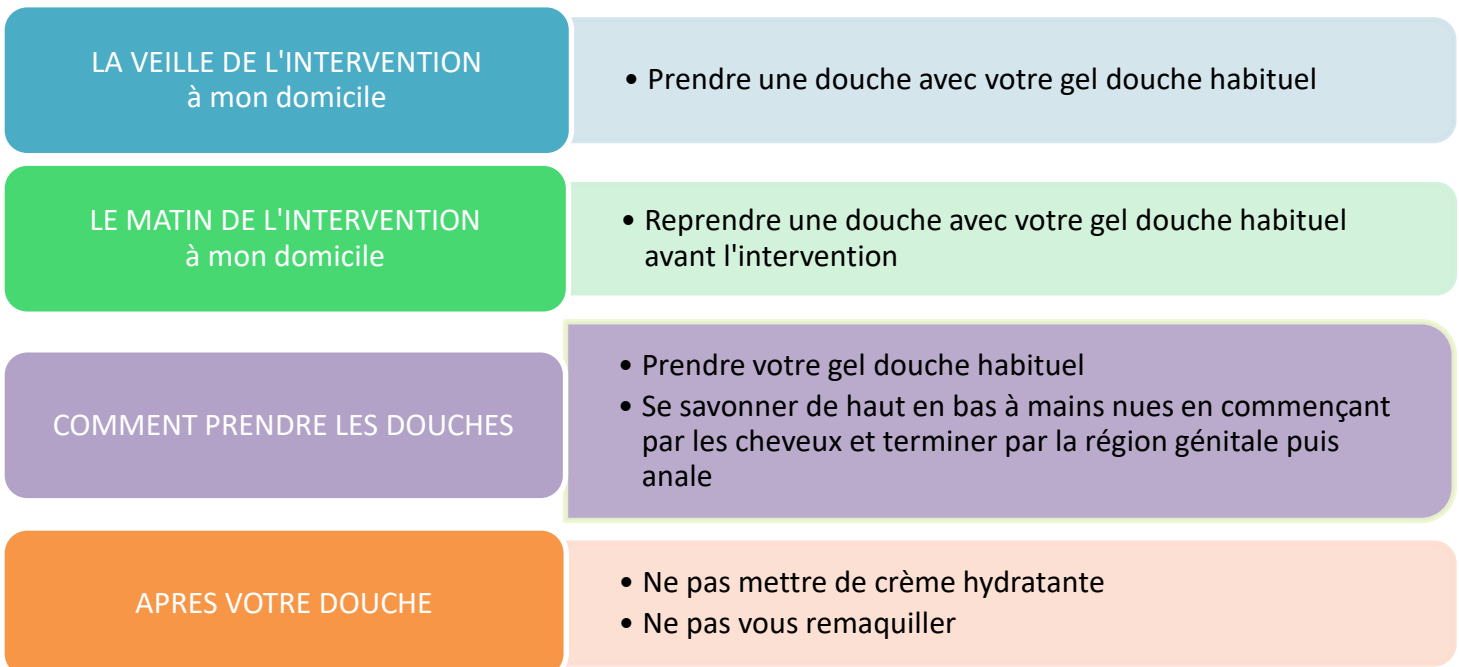 LA VEILLE DE L'INTERVENTION
à mon domicile
• Prendre une douche avec votre gel douche habituel
LE MATIN DE L'INTERVENTION
à mon domicile
• Reprendre une douche avec votre gel douche habituel
avant l'intervention
COMMENT PRENDRE LES DOUCHES
• Prendre votre gel douche habituel
• Se savonner de haut en bas à mains nues en commençant
par les cheveux et terminer par la région génitale puis
anale
APRES VOTRE DOUCHE
• Ne pas mettre de crème hydratante
• Ne pas vous remaquiller